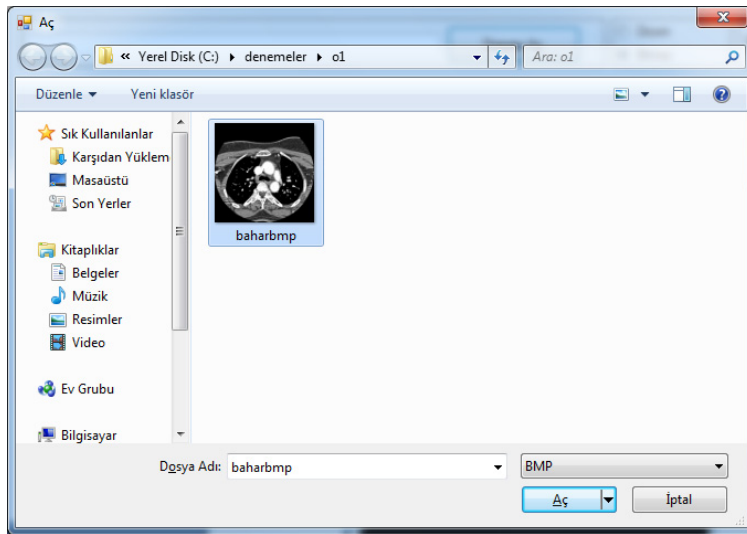 Aç
« Yerel Disk (C:) ▸ denemeler ▸ o1
Ara: o1
Düzenle
Yeni klasör
Sık Kullanılanlar
Karşıdan Yüklem
Masaüstü
Son Yerler
Kitaplıklar
Belgeler
Müzik
Resimler
Video
Ev Grubu
Bilgisayar
baharbmp
Dosya Adı: baharbmp
BMP
Aç
İptal